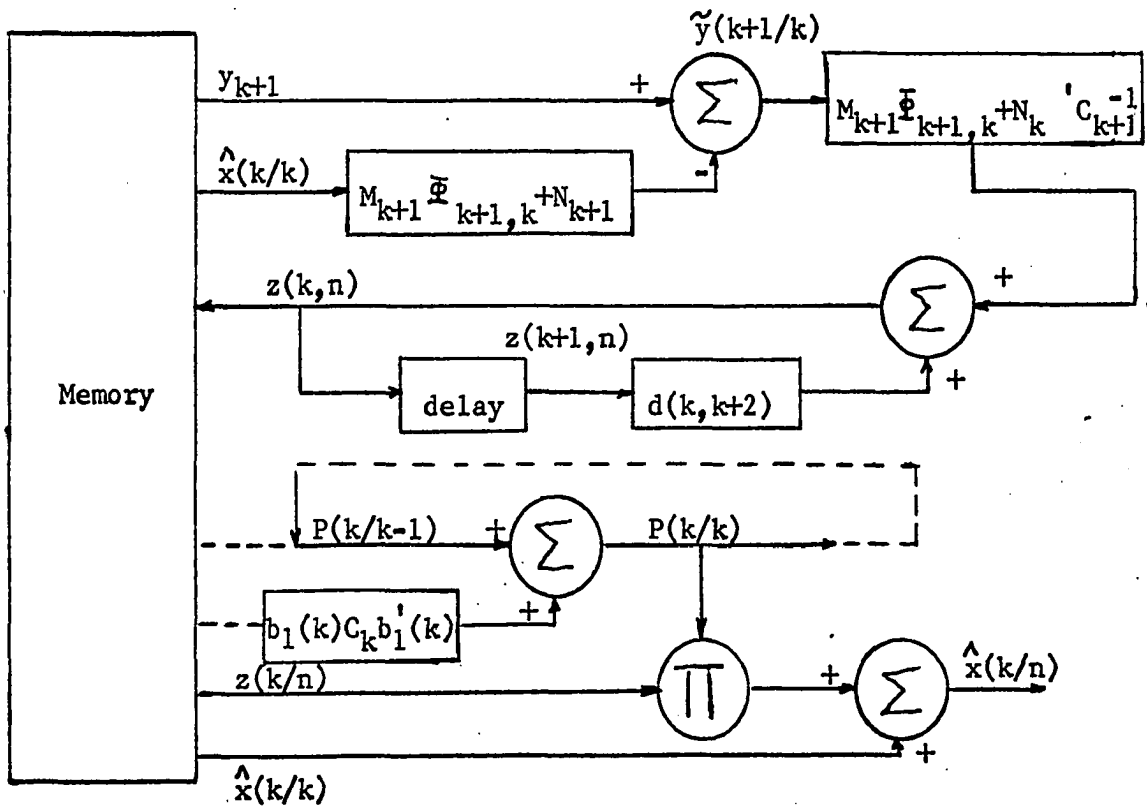 ỹ(k+1/k)
y_{k+1}
+
Σ
M_{k+1}Φ_{k+1,k}+N_k 'C_{k+1}^{-1}
x̂(k/k)
-
M_{k+1}Φ_{k+1,k}+N_{k+1}
z(k,n)
+
Σ
z(k+1,n)
+
Memory
delay
d(k,k+2)
P(k/k-1)
+
Σ
P(k/k)
+
b_1(k)C_k b_1'(k)
z(k/n)
Π
+
Σ
x̂(k/n)
+
x̂(k/k)